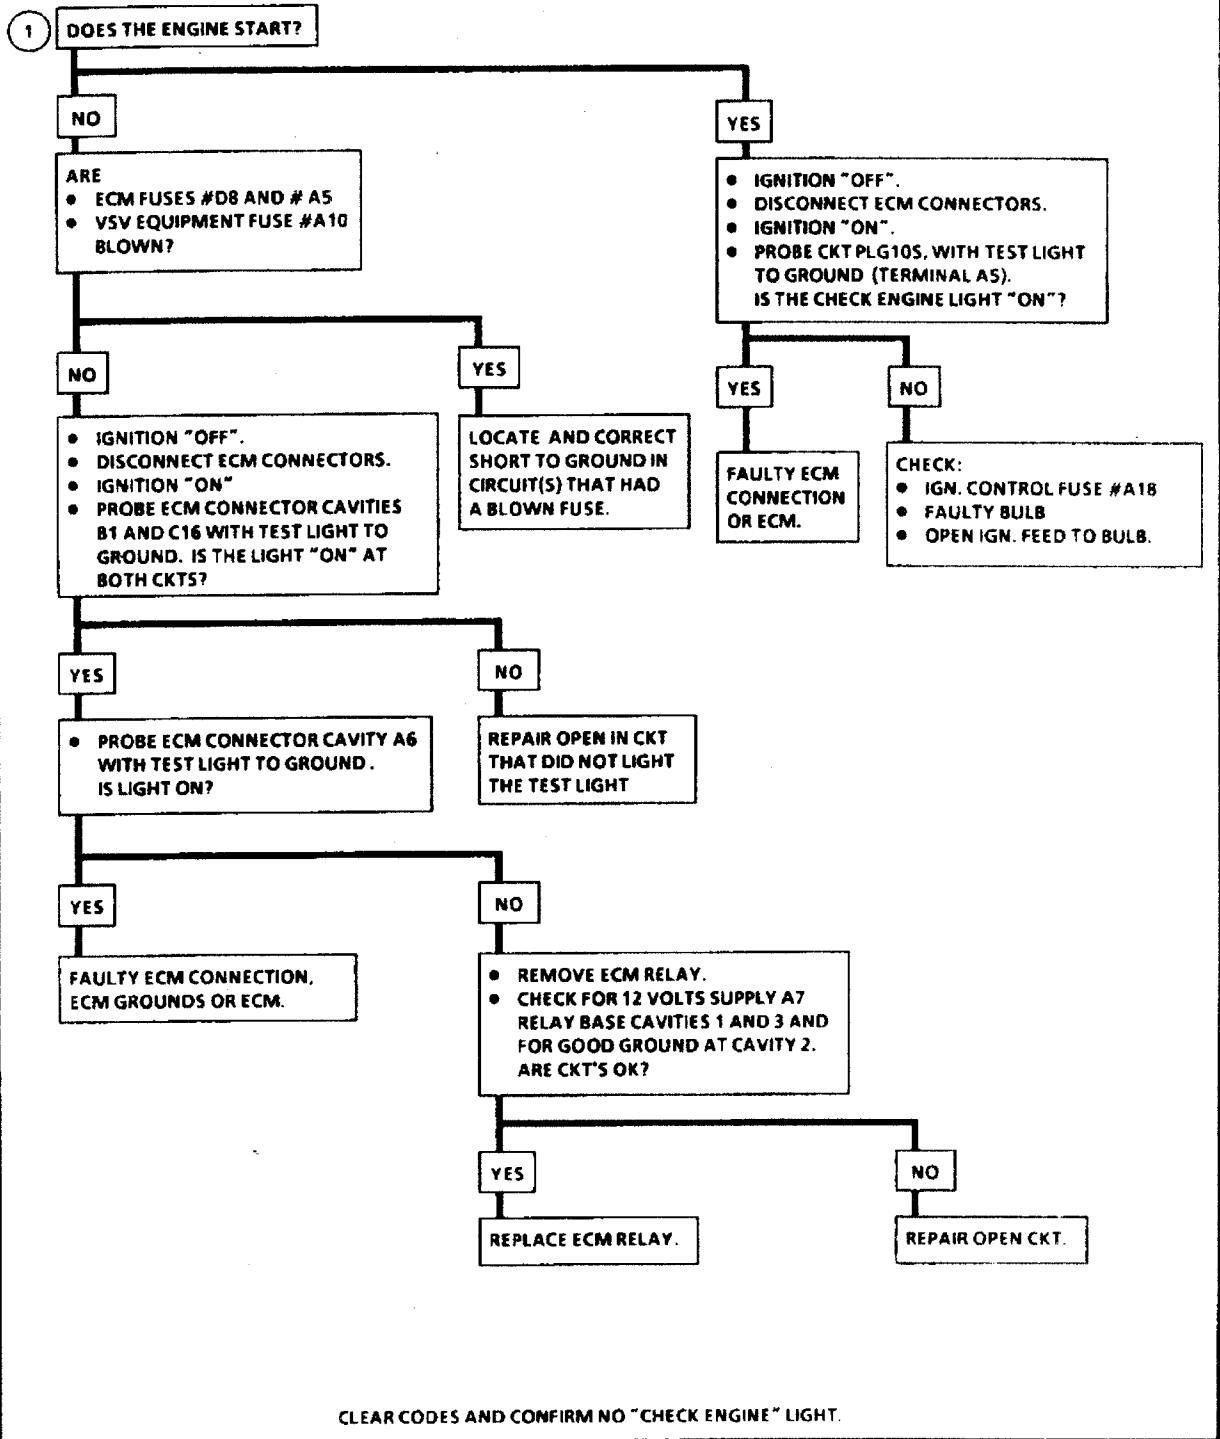 1
DOES THE ENGINE START?
NO
YES
ARE
● ECM FUSES #D8 AND # A5
● VSV EQUIPMENT FUSE #A10
BLOWN?
● IGNITION "OFF".
● DISCONNECT ECM CONNECTORS.
● IGNITION "ON".
● PROBE CKT PLG10S, WITH TEST LIGHT
TO GROUND (TERMINAL A5).
IS THE CHECK ENGINE LIGHT "ON"?
NO
YES
YES
NO
● IGNITION "OFF".
● DISCONNECT ECM CONNECTORS.
● IGNITION "ON"
● PROBE ECM CONNECTOR CAVITIES
B1 AND C16 WITH TEST LIGHT TO
GROUND. IS THE LIGHT "ON" AT
BOTH CKTS?
LOCATE AND CORRECT
SHORT TO GROUND IN
CIRCUIT(S) THAT HAD
A BLOWN FUSE.
FAULTY ECM
CONNECTION
OR ECM.
CHECK:
● IGN. CONTROL FUSE #A18
● FAULTY BULB
● OPEN IGN. FEED TO BULB.
YES
NO
● PROBE ECM CONNECTOR CAVITY A6
WITH TEST LIGHT TO GROUND.
IS LIGHT ON?
REPAIR OPEN IN CKT
THAT DID NOT LIGHT
THE TEST LIGHT
YES
NO
FAULTY ECM CONNECTION,
ECM GROUNDS OR ECM.
● REMOVE ECM RELAY.
● CHECK FOR 12 VOLTS SUPPLY A7
RELAY BASE CAVITIES 1 AND 3 AND
FOR GOOD GROUND AT CAVITY 2.
ARE CKT'S OK?
YES
NO
REPLACE ECM RELAY.
REPAIR OPEN CKT.
CLEAR CODES AND CONFIRM NO "CHECK ENGINE" LIGHT.